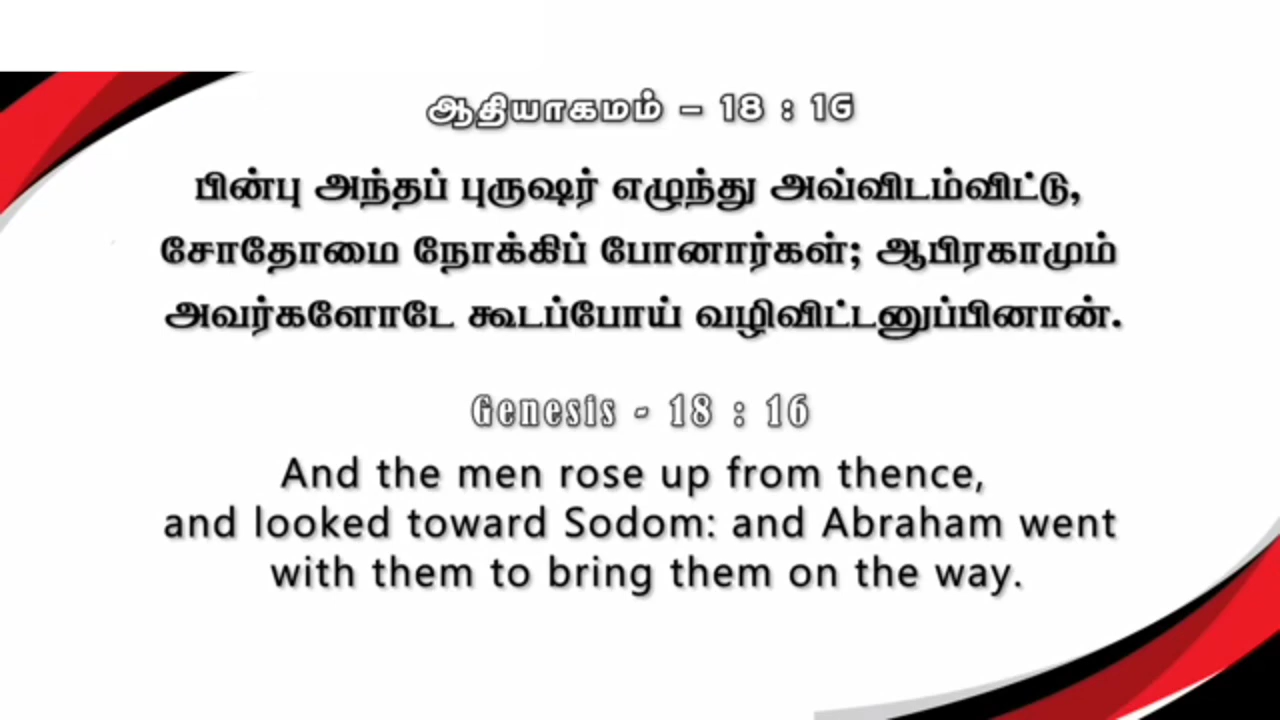 ஆதியாகமம் – 18 : 16
பின்பு அந்தப் புருஷர் எழுந்து அவ்விடம்விட்டு,
சோதோமை நோக்கிப் போனார்கள்; ஆபிரகாமும்
அவர்களோடே கூடப்போய் வழிவிட்டனுப்பினான்.
Genesis - 18 : 16
And the men rose up from thence,
and looked toward Sodom: and Abraham went
with them to bring them on the way.